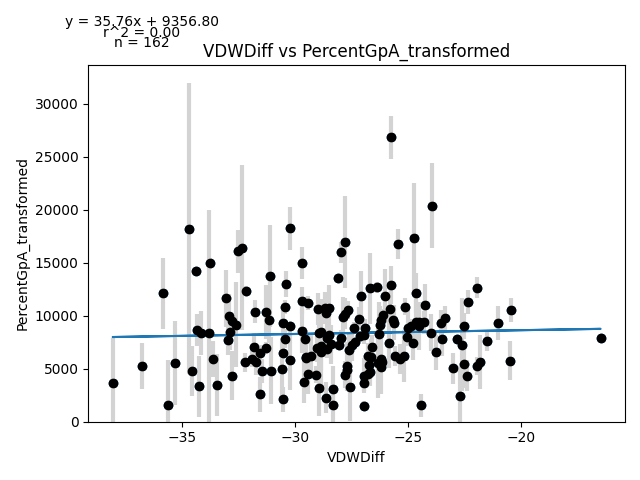 y = 35.76x + 9356.80
r^2 = 0.00
n = 162
VDWDiff vs PercentGpA_transformed
PercentGpA_transformed
30000
25000
20000
15000
10000
5000
0
−35
−30
−25
−20
VDWDiff